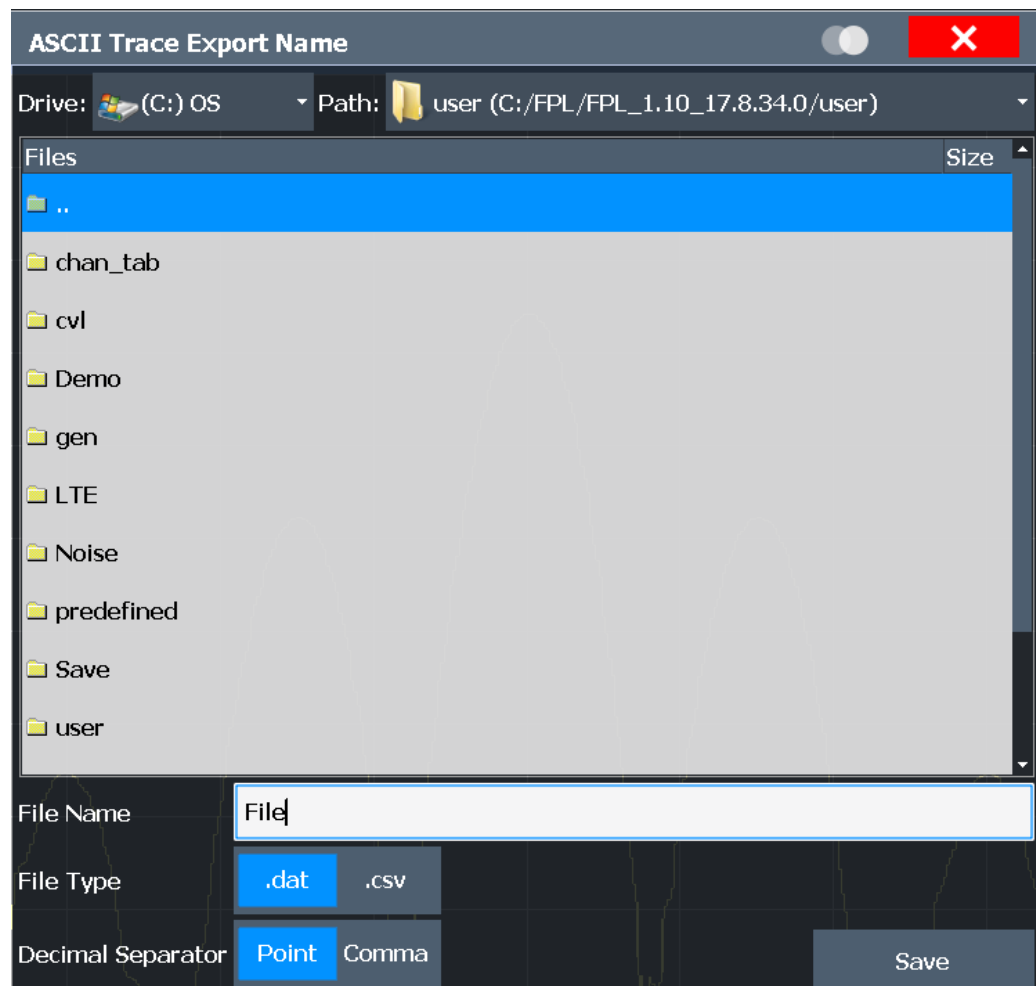 ASCII Trace Export Name
Drive: (C:) OS Path: user (C:/FPL/FPL_1.10_17.8.34.0/user)
Files Size
..
chan_tab
cvl
Demo
gen
LTE
Noise
predefined
Save
user
File Name File
File Type .dat .csv
Decimal Separator Point Comma Save